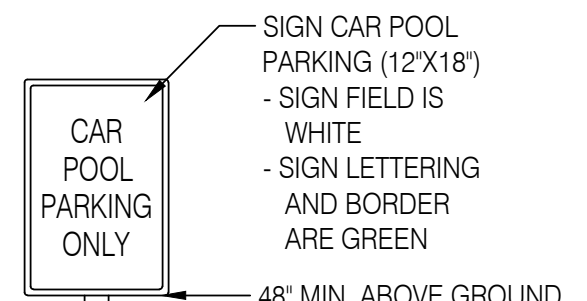 SIGN CAR POOL
PARKING (12"X18")
- SIGN FIELD IS
WHITE
- SIGN LETTERING
AND BORDER
ARE GREEN
CAR
POOL
PARKING
ONLY
48" MIN. ABOVE GROUND